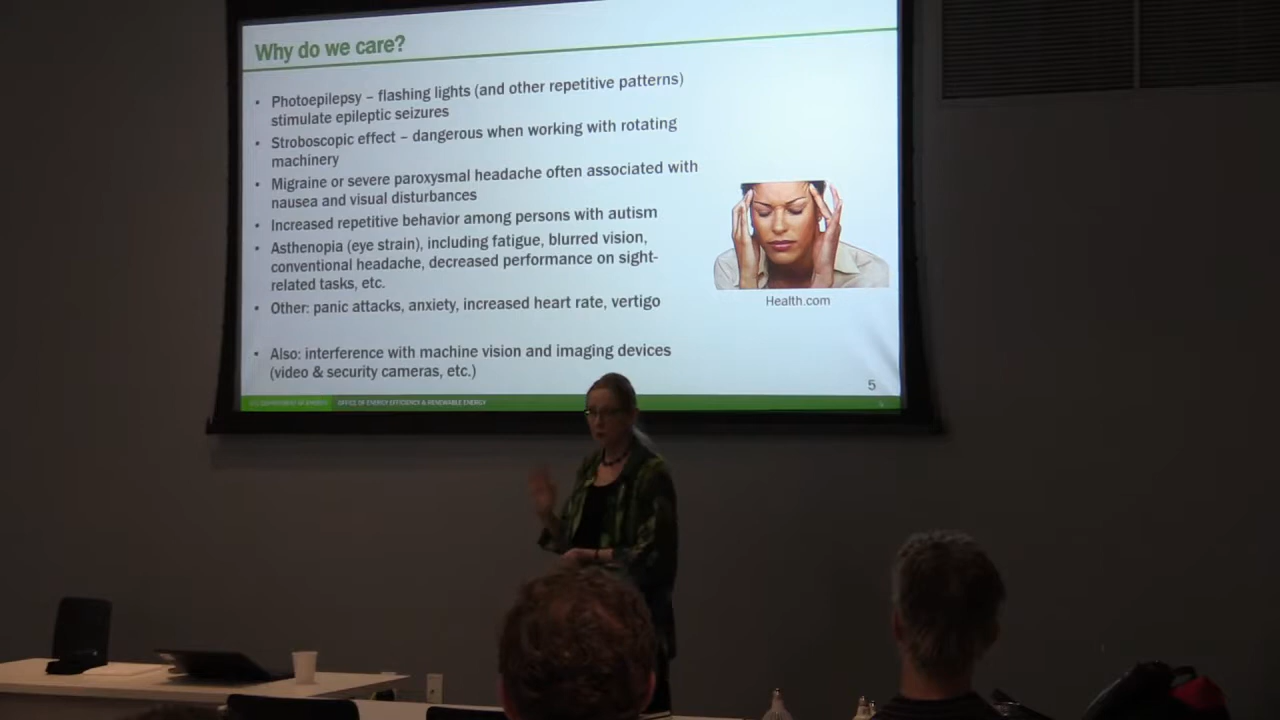 Why do we care?
• Photoepilepsy – flashing lights (and other repetitive patterns)
stimulate epileptic seizures
• Stroboscopic effect – dangerous when working with rotating
machinery
• Migraine or severe paroxysmal headache often associated with
nausea and visual disturbances
• Increased repetitive behavior among persons with autism
• Asthenopia (eye strain), including fatigue, blurred vision,
conventional headache, decreased performance on sight-
related tasks, etc.
• Other: panic attacks, anxiety, increased heart rate, vertigo
Health.com
• Also: interference with machine vision and imaging devices
(video & security cameras, etc.)
5
OFFICE OF ENERGY EFFICIENCY & RENEWABLE ENERGY